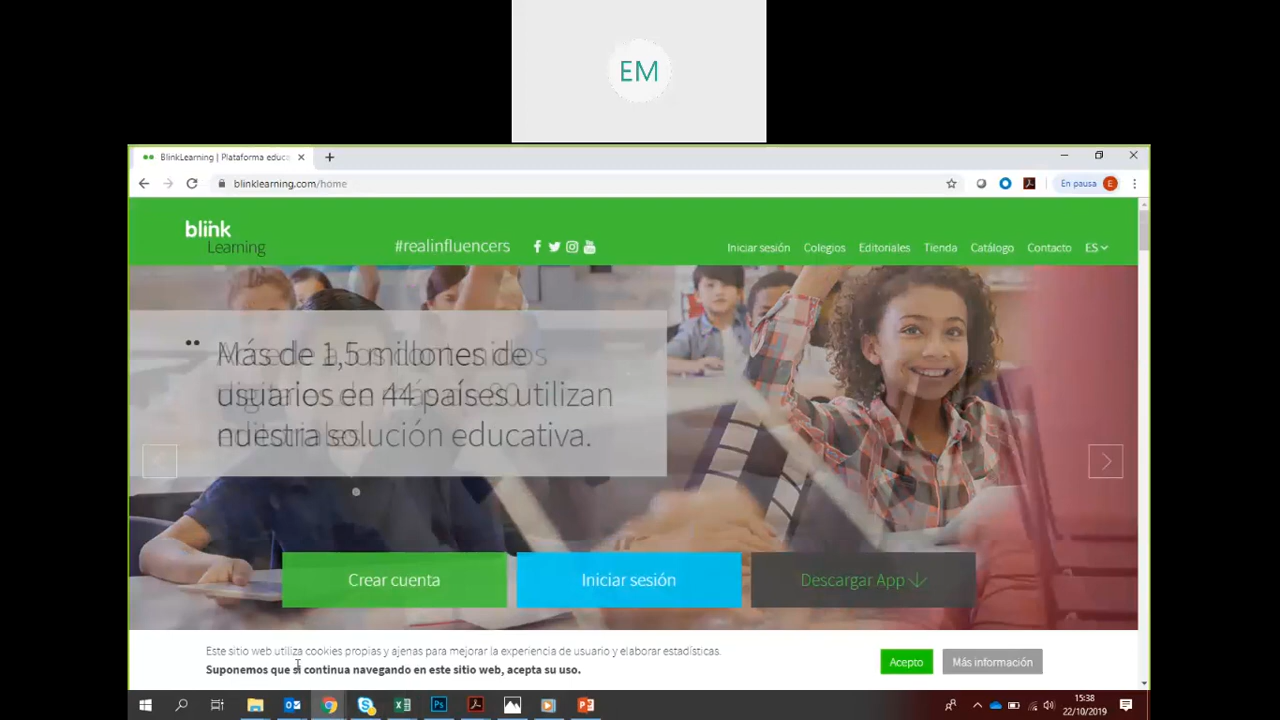 EM
BlinkLearning | Plataforma educa
blinklearning.com/home
En pausa
E
blink
Learning
#realinfluencers
Iniciar sesión
Colegios
Editoriales
Tienda
Catálogo
Contacto
ES
Más de 1,5 millones de
usuarios en 44 países utilizan
nuestra solución educativa.
Crear cuenta
Iniciar sesión
Descargar App
Este sitio web utiliza cookies propias y ajenas para mejorar la experiencia de usuario y elaborar estadísticas.
Suponemos que si continua navegando en este sitio web, acepta su uso.
Acepto
Más información
15:38
22/10/2019